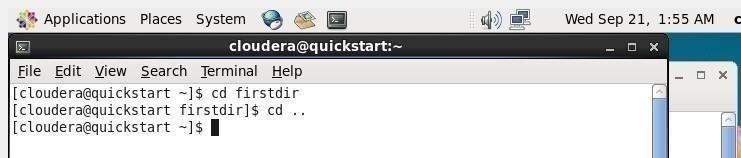 Applications Places System Wed Sep 21, 1:55 AM c
cloudera@quickstart:~
File Edit View Search Terminal Help
[cloudera@quickstart ~]$ cd firstdir
[cloudera@quickstart firstdir]$ cd ..
[cloudera@quickstart ~]$